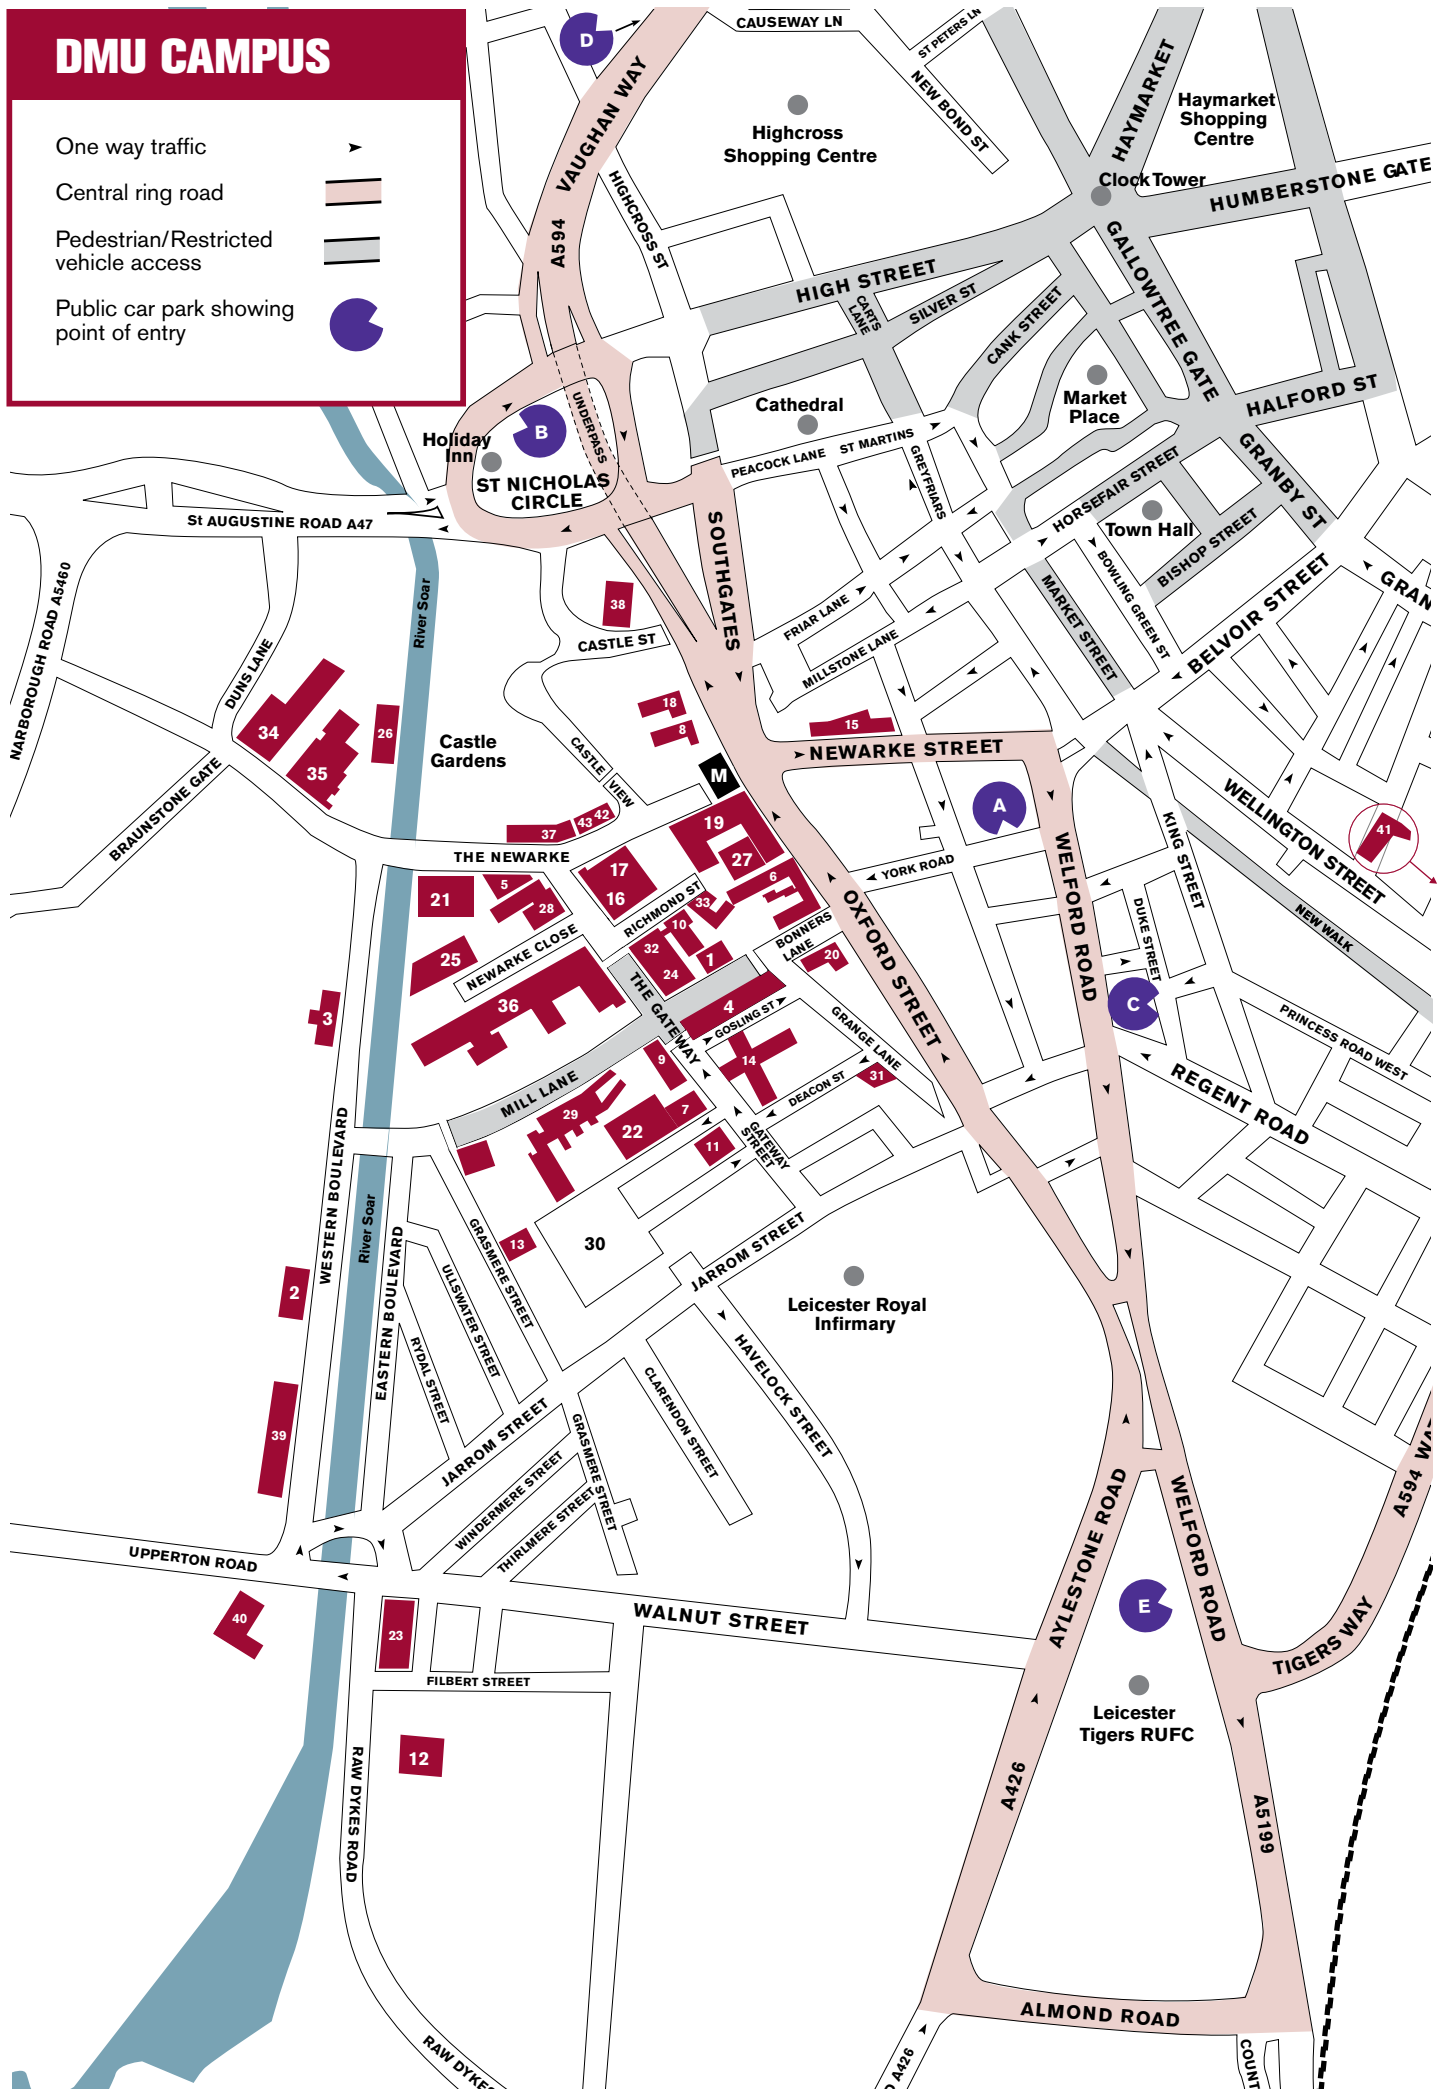 DMU CAMPUS
One way traffic
Central ring road
Pedestrian/Restricted
vehicle access
Public car park showing
point of entry
D
CAUSEWAY LN
ST PETERS LN
NEW BOND ST
VAUGHAN WAY
A594
HIGHCROSS ST
Highcross
Shopping Centre
HAYMARKET
Haymarket
Shopping
Centre
Clock Tower
HUMBERSTONE GATE
GALLOWTREE GATE
HIGH STREET
CARTS
LANE
SILVER ST
CANK STREET
Market
Place
HALFORD ST
Cathedral
PEACOCK LANE
ST MARTINS
GREYFRIARS
HORSEFAIR STREET
GRANBY ST
Town Hall
BISHOP STREET
BOWLING GREEN ST
MARKET STREET
BELVOIR STREET
GRAN
UNDERPASS
B
Holiday
Inn
ST NICHOLAS
CIRCLE
St AUGUSTINE ROAD A47
NARBOROUGH ROAD A5460
DUNS LANE
BRAUNSTONE GATE
River Soar
SOUTHGATES
38
CASTLE ST
FRIAR LANE
MILLSTONE LANE
34
35
26
Castle
Gardens
CASTLE
VIEW
18
8
M
15
NEWARKE STREET
A
WELFORD ROAD
KING STREET
WELLINGTON STREET
41
NEW WALK
37
43
42
THE NEWARKE
19
27
17
16
6
RICHMOND ST
33
YORK ROAD
OXFORD STREET
DUKE STREET
21
5
28
25
NEWARKE CLOSE
36
10
32
24
1
BONNERS
LANE
20
THE GATEWAY
4
GOSLING ST
GRANGE LANE
C
PRINCESS ROAD WEST
REGENT ROAD
3
MILL LANE
9
14
DEACON ST
31
29
22
7
11
GATEWAY
STREET
WESTERN BOULEVARD
River Soar
EASTERN BOULEVARD
GRASMERE STREET
13
30
JARROM STREET
ULLSWATER STREET
RYDAL STREET
2
39
Leicester Royal
Infirmary
HAVELOCK STREET
CLARENDON STREET
JARROM STREET
GRASMERE STREET
WINDERMERE STREET
THIRLMERE STREET
UPPERTON ROAD
40
23
WALNUT STREET
FILBERT STREET
12
RAW DYKES ROAD
RAW DYKES
AYLESTONE ROAD
WELFORD ROAD
A594 WA
TIGERS WAY
E
Leicester
Tigers RUFC
A426
A5199
ALMOND ROAD
A426
COUNT